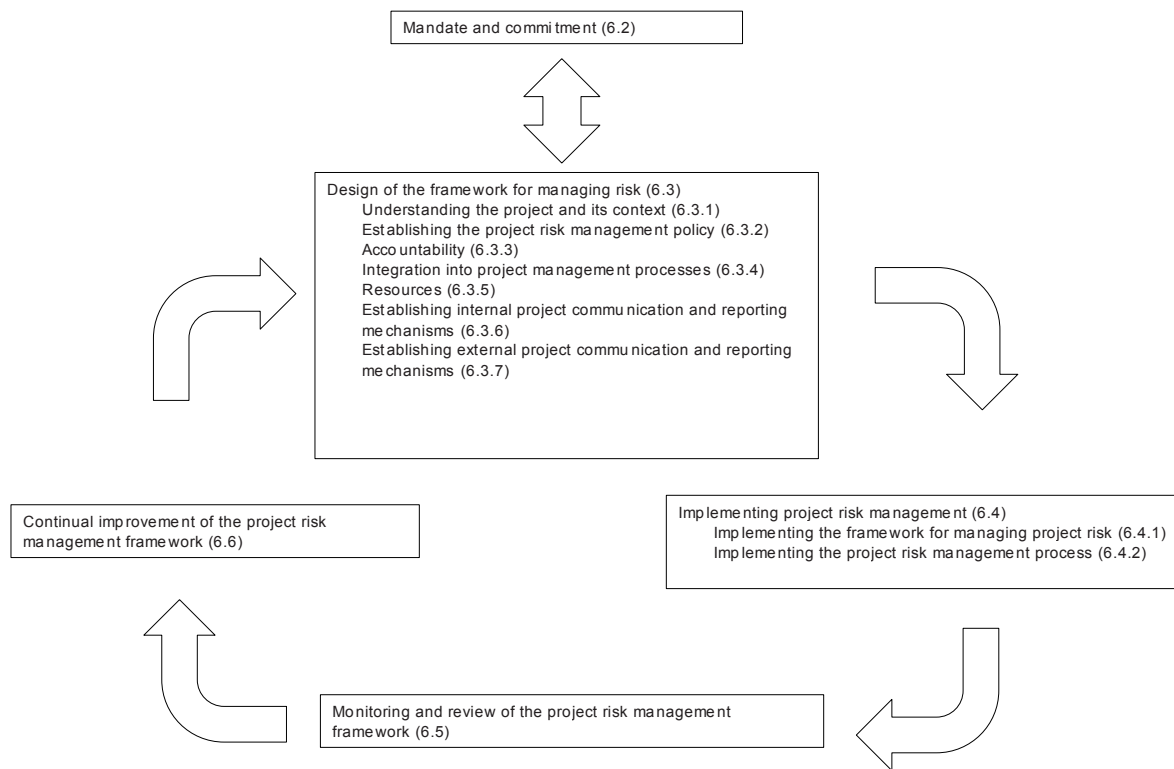 Mandate and commitment (6.2)
Design of the framework for managing risk (6.3)
Understanding the project and its context (6.3.1)
Establishing the project risk management policy (6.3.2)
Accountability (6.3.3)
Integration into project management processes (6.3.4)
Resources (6.3.5)
Establishing internal project communication and reporting
mechanisms (6.3.6)
Establishing external project communication and reporting
mechanisms (6.3.7)
Continual improvement of the project risk
management framework (6.6)
Implementing project risk management (6.4)
Implementing the framework for managing project risk (6.4.1)
Implementing the project risk management process (6.4.2)
Monitoring and review of the project risk management
framework (6.5)